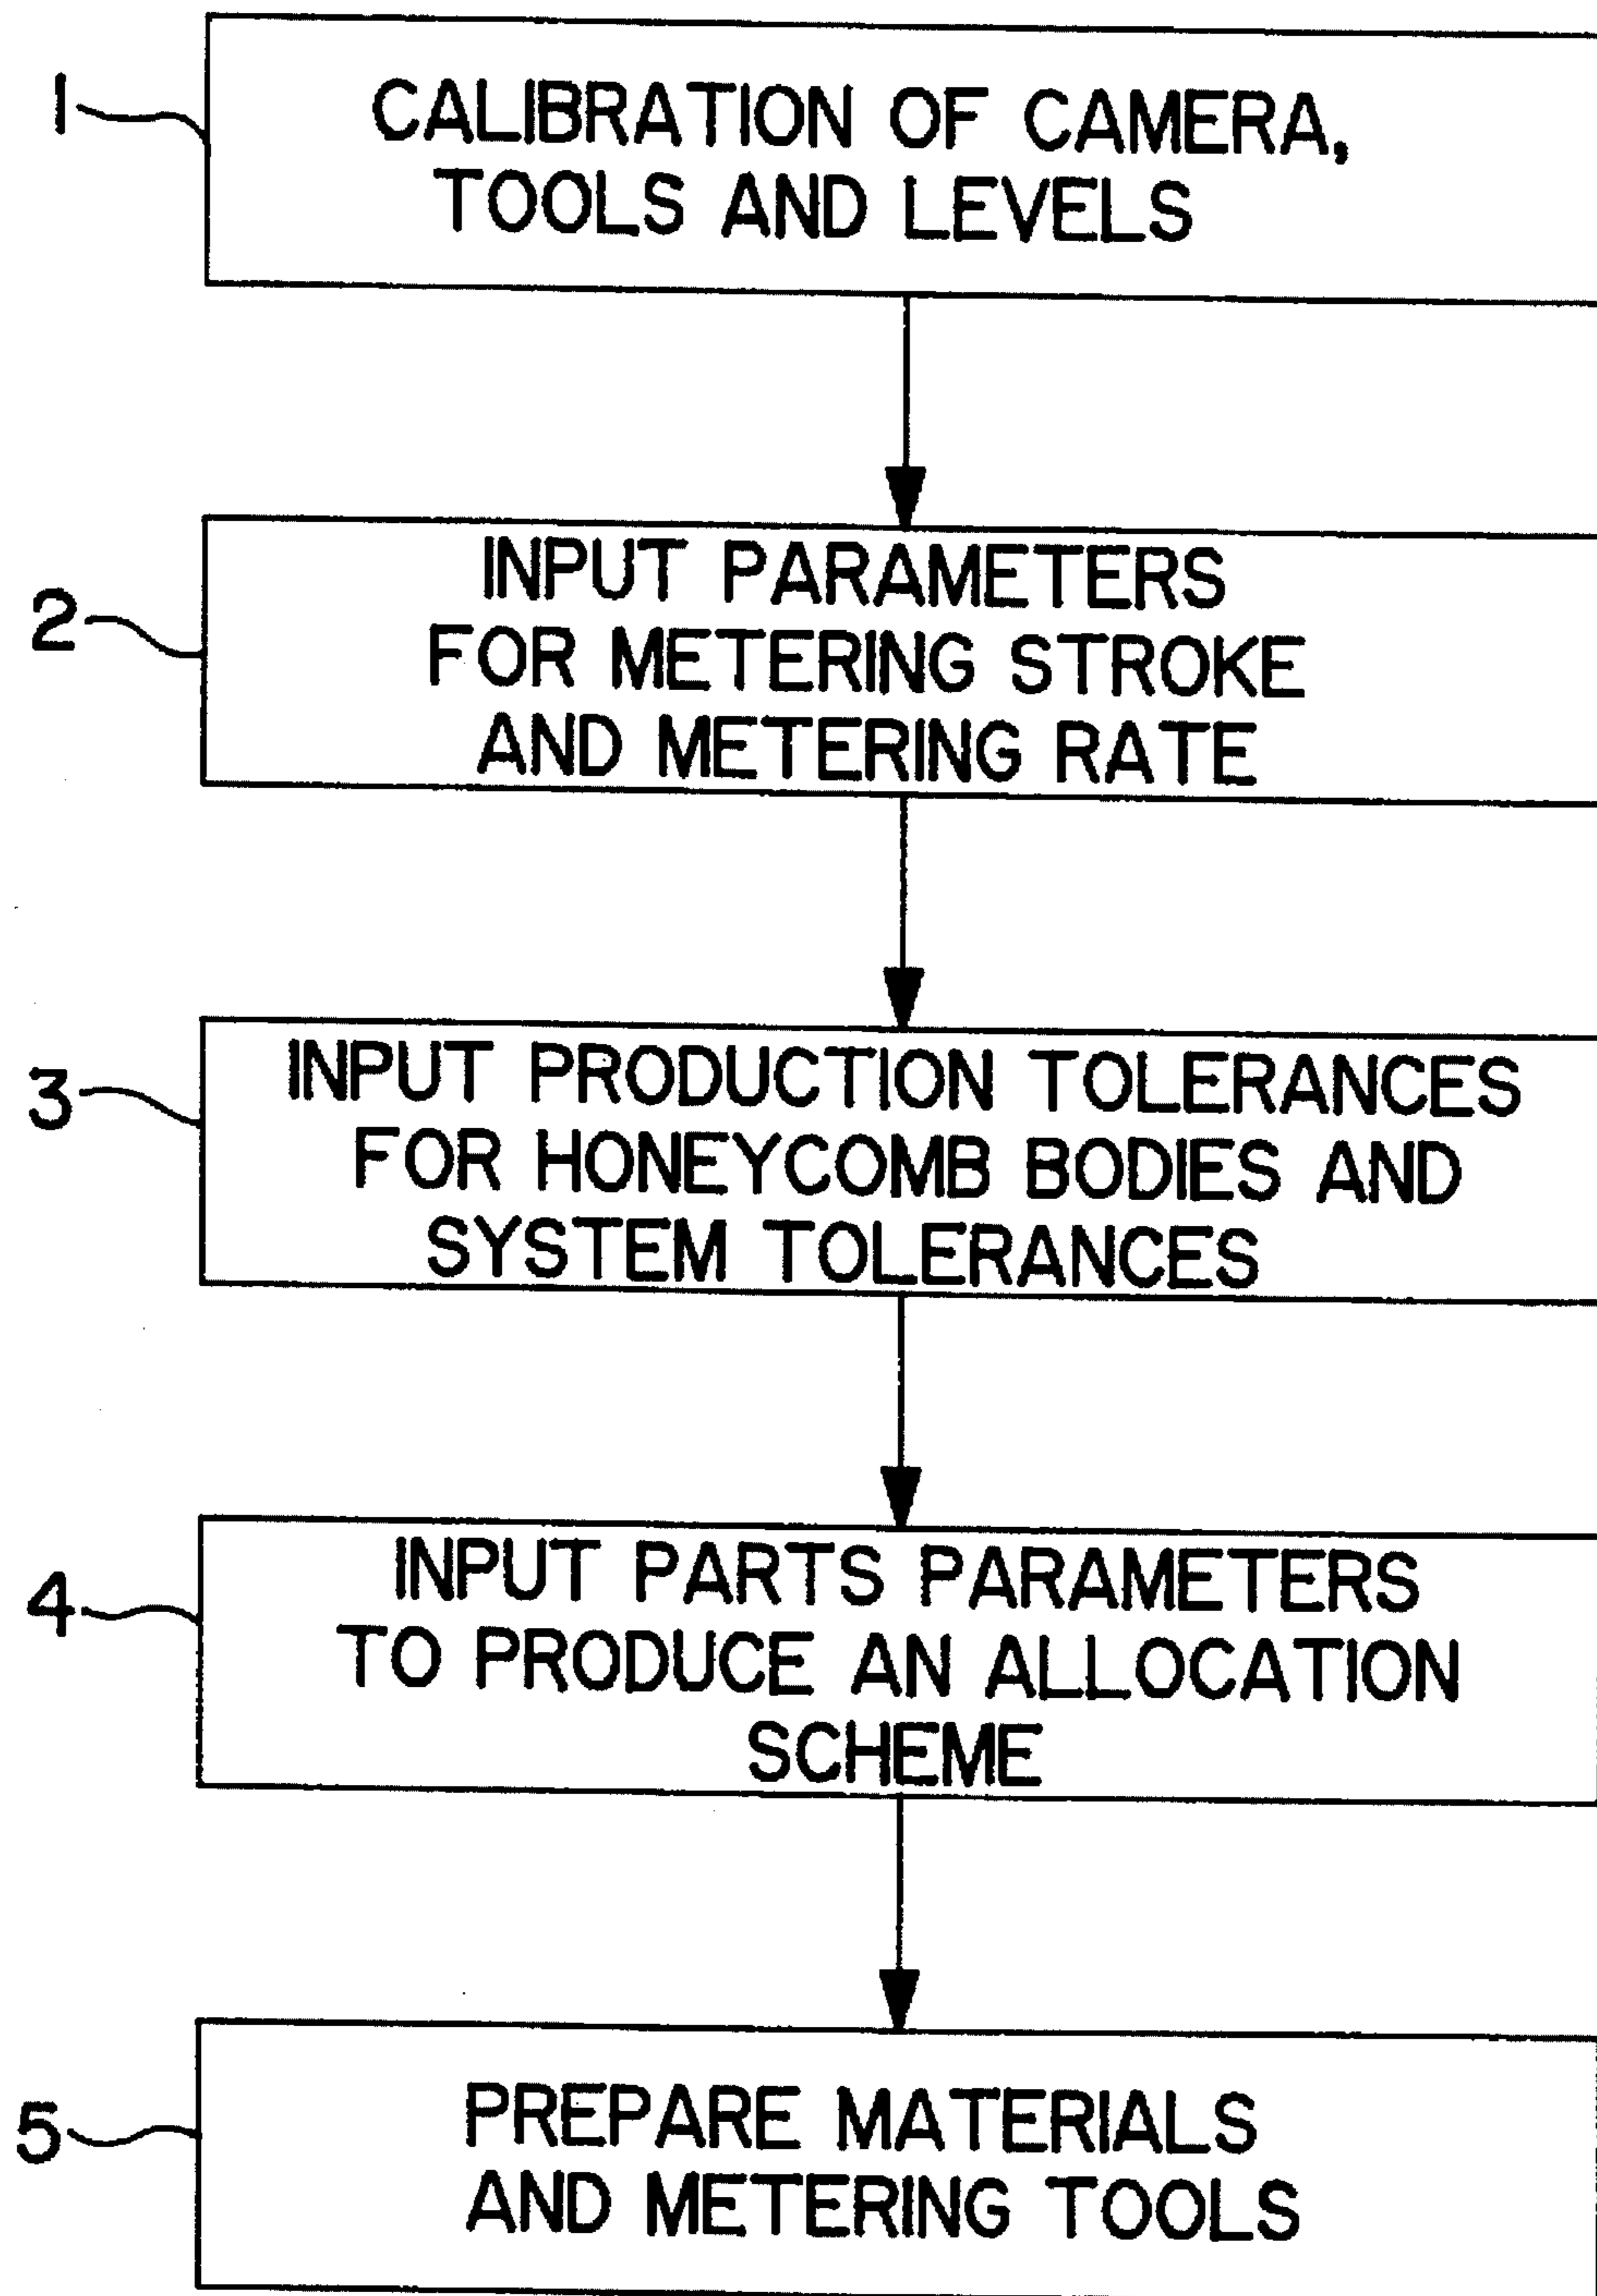 1
CALIBRATION OF CAMERA,
TOOLS AND LEVELS
2
INPUT PARAMETERS
FOR METERING STROKE
AND METERING RATE
3
INPUT PRODUCTION TOLERANCES
FOR HONEYCOMB BODIES AND
SYSTEM TOLERANCES
4
INPUT PARTS PARAMETERS
TO PRODUCE AN ALLOCATION
SCHEME
5
PREPARE MATERIALS
AND METERING TOOLS